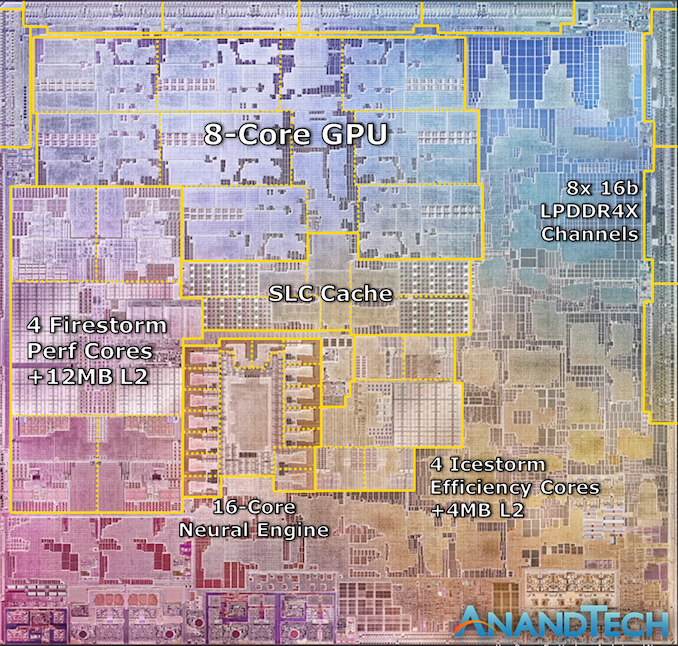 8-Core GPU
8x 16b
LPDDR4X
Channels
SLC Cache
4 Firestorm
Perf Cores
+12MB L2
4 Icestorm
Efficiency Cores
+4MB L2
16-Core
Neural Engine
ANANDTECH